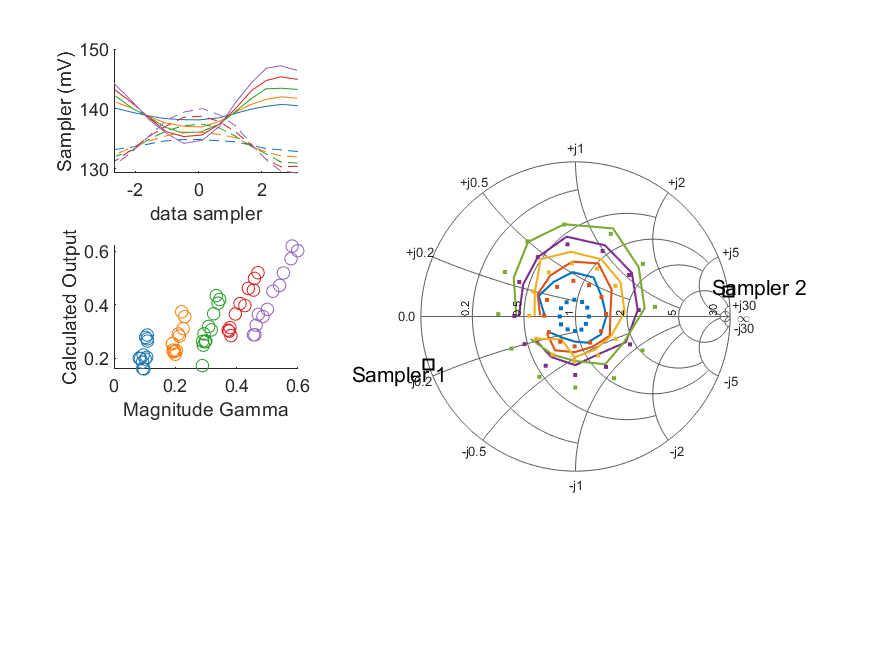 150
140
130
Sampler (mV)
-2
0
2
data sampler
0.6
0.4
0.2
Calculated Output
0
0.2
0.4
0.6
Magnitude Gamma
+j1
+j0.5
+j2
+j0.2
+j5
Sampler 2
+j30
0.0
0.2
0.5
1
2
5
30
∞
-j30
Sampler 1
-j0.2
-j5
-j0.5
-j2
-j1